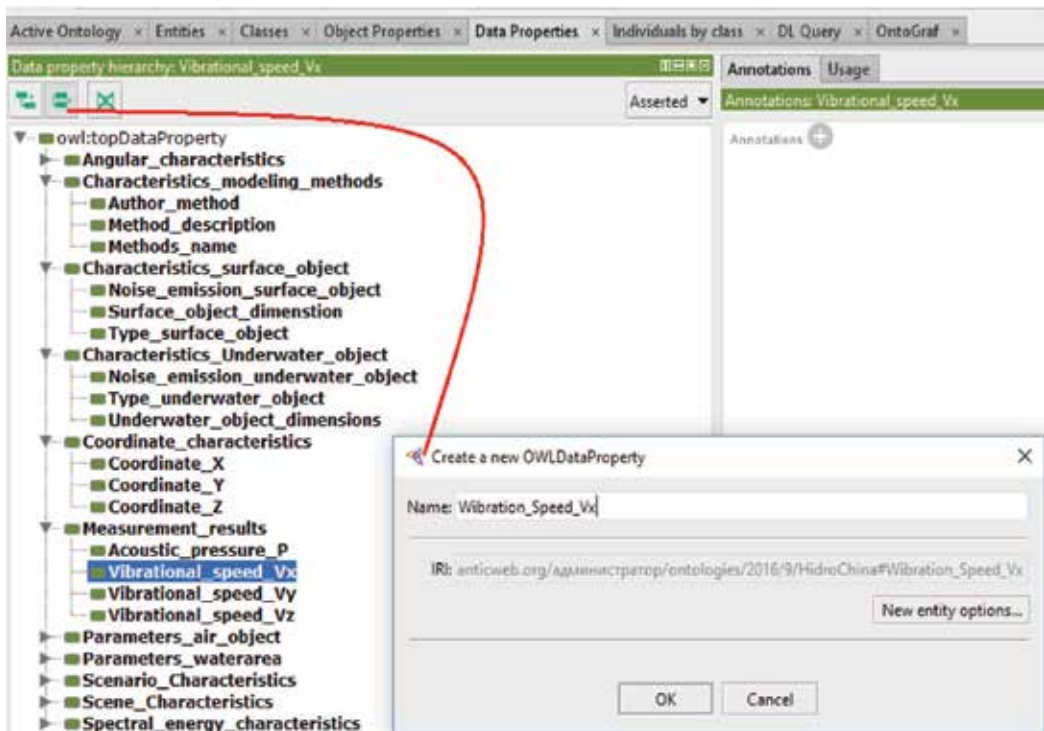 Active Ontology × Entities × Classes × Object Properties × Data Properties × Individuals by class × DL Query × OntoGraf ×
Data property hierarchy: Vibrational_speed_Vx
Asserted
owl:topDataProperty
Angular_characteristics
Characteristics_modeling_methods
Author_method
Method_description
Methods_name
Characteristics_surface_object
Noise_emission_surface_object
Surface_object_dimenstion
Type_surface_object
Characteristics_Underwater_object
Noise_emission_underwater_object
Type_underwater_object
Underwater_object_dimensions
Coordinate_characteristics
Coordinate_X
Coordinate_Y
Coordinate_Z
Measurement_results
Acoustic_pressure_P
Vibrational_speed_Vx
Vibrational_speed_Vy
Vibrational_speed_Vz
Parameters_air_object
Parameters_waterarea
Scenario_Characteristics
Scene_Characteristics
Spectral_energy_characteristics
Annotations Usage
Annotations: Vibrational_speed_Vx
Annotations
Create a new OWLDataProperty
Name: Wibration_Speed_Vx
IRI: anticweb.org/администратор/ontologies/2016/9/HidroChina#Wibration_Speed_Vx
New entity options...
OK Cancel